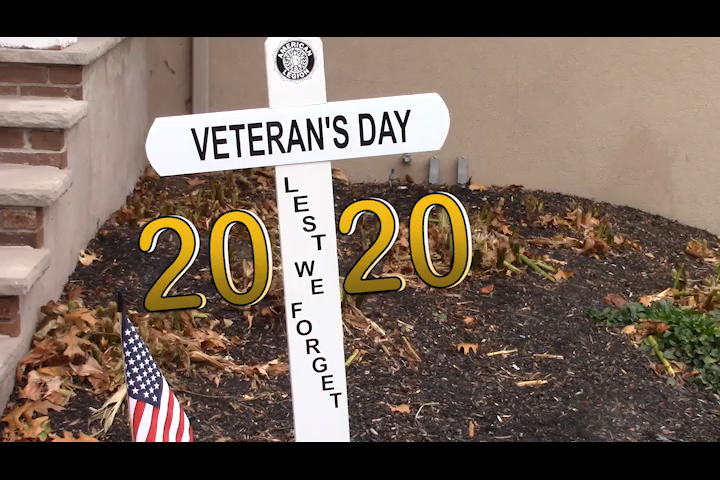 AMERICAN
LEGION
VETERAN'S DAY
LEST WE FORGET
2020